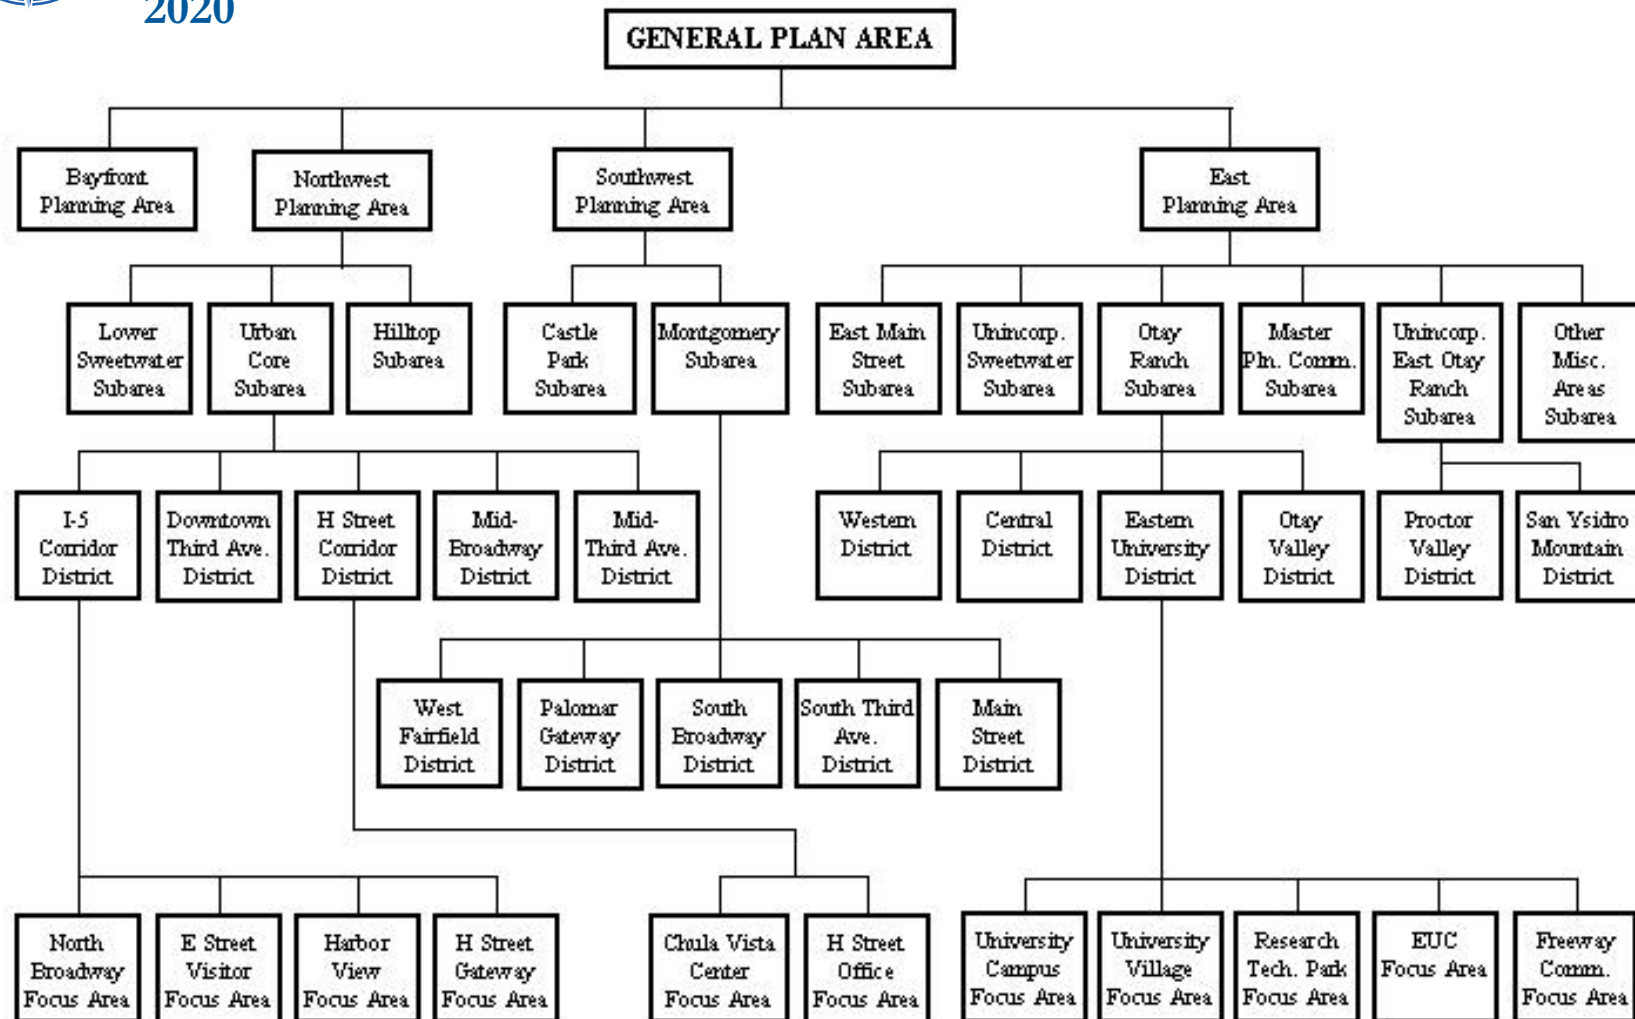 2020
GENERAL PLAN AREA
Bayfront
Planning Area
Northwest
Planning Area
Southwest
Planning Area
East
Planning Area
Lower
Sweetwater
Subarea
Urban
Core
Subarea
Hilltop
Subarea
Castle
Park
Subarea
Montgomery
Subarea
East Main
Street
Subarea
Unincorp.
Sweetwater
Subarea
Otay
Ranch
Subarea
Master
Pln. Comm.
Subarea
Unincorp.
East Otay
Ranch
Subarea
Other
Misc.
Areas
Subarea
I-5
Corridor
District
Downtown
Third Ave.
District
H Street
Corridor
District
Mid-
Broadway
District
Mid-
Third Ave.
District
Western
District
Central
District
Eastern
University
District
Otay
Valley
District
Proctor
Valley
District
San Ysidro
Mountain
District
West
Fairfield
District
Palomar
Gateway
District
South
Broadway
District
South Third
Ave.
District
Main
Street
District
North
Broadway
Focus Area
E Street
Visitor
Focus Area
Harbor
View
Focus Area
H Street
Gateway
Focus Area
Chula Vista
Center
Focus Area
H Street
Office
Focus Area
University
Campus
Focus Area
University
Village
Focus Area
Research
Tech. Park
Focus Area
EUC
Focus Area
Freeway
Comm.
Focus Area